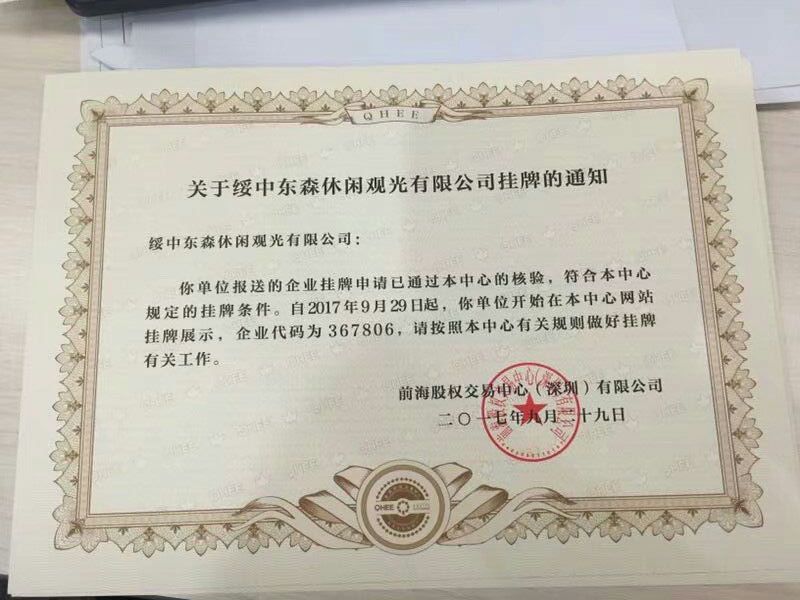 QHEE
关于绥中东森休闲观光有限公司挂牌的通知
绥中东森休闲观光有限公司：
你单位报送的企业挂牌申请已通过本中心的核验，符合本中心
规定的挂牌条件。自2017年9月29日起，你单位开始在本中心网站
挂牌展示，企业代码为 367806，请按照本中心有关规则做好挂牌
有关工作。
前海股权交易中心（深圳）有限公司
二〇一七年九月二十九日
QHEE